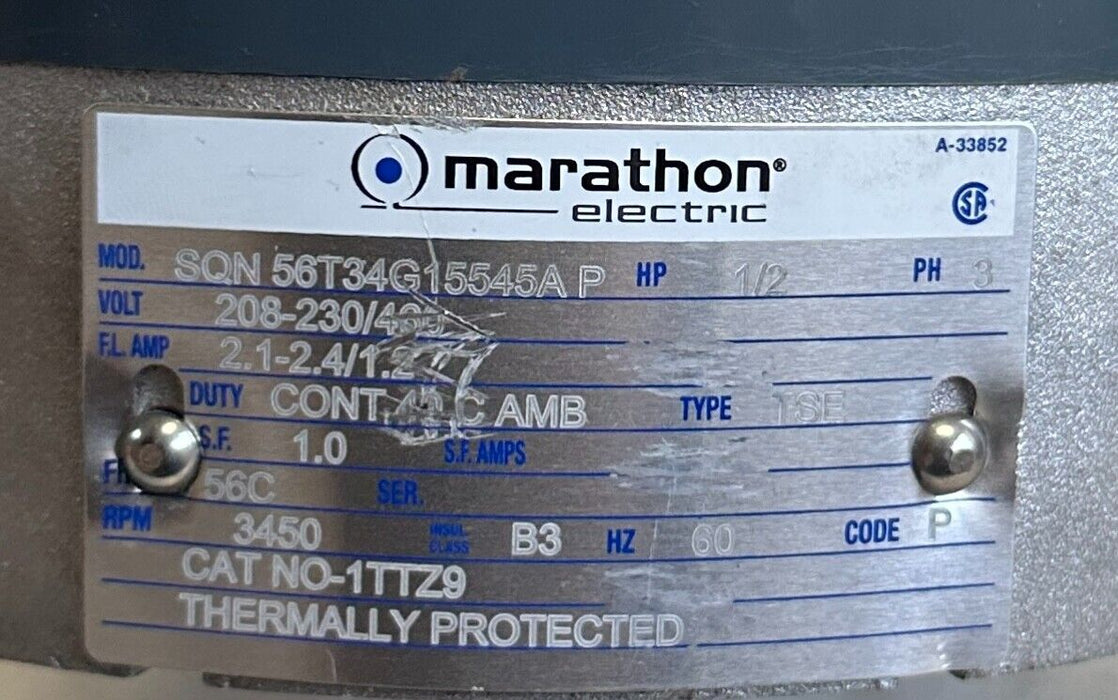 marathon®
electric
A-33852
SA
MOD. SQN 56T34G15545A P HP 1/2 PH 3
VOLT 208-230/460
F.L. AMP 2.1-2.4/1.2
DUTY CONT 40 C AMB TYPE TSE
S.F. 1.0 S.F. AMPS
56C SER.
RPM 3450 INSUL CLASS B3 HZ 60 CODE P
CAT NO-1TTZ9
THERMALLY PROTECTED